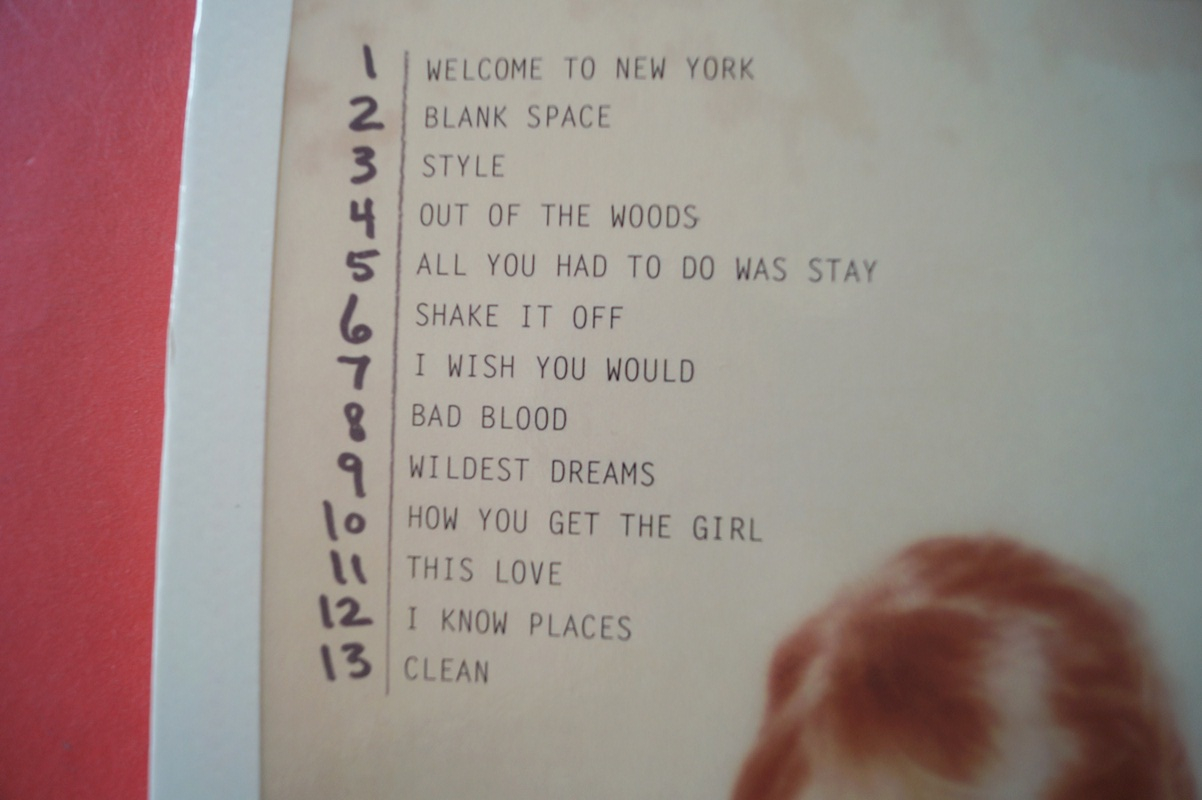 1 WELCOME TO NEW YORK
2 BLANK SPACE
3 STYLE
4 OUT OF THE WOODS
5 ALL YOU HAD TO DO WAS STAY
6 SHAKE IT OFF
7 I WISH YOU WOULD
8 BAD BLOOD
9 WILDEST DREAMS
10 HOW YOU GET THE GIRL
11 THIS LOVE
12 I KNOW PLACES
13 CLEAN